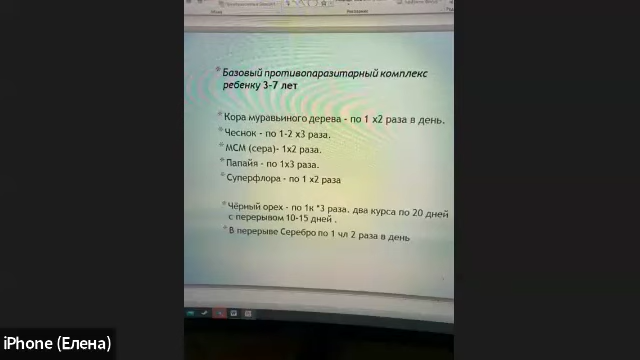 * Базовый противопаразитарный комплекс
ребенку 3-7 лет
* Кора муравьиного дерева - по 1 х2 раза в день.
* Чеснок - по 1-2 х3 раза.
* МСМ (сера)- 1х2 раза.
* Папайя - по 1х3 раза.
* Суперфлора - по 1 х2 раза
* Чёрный орех - по 1к *3 раза. два курса по 20 дней
с перерывом 10-15 дней .
* В перерыве Серебро по 1 чл 2 раза в день
iPhone (Елена)